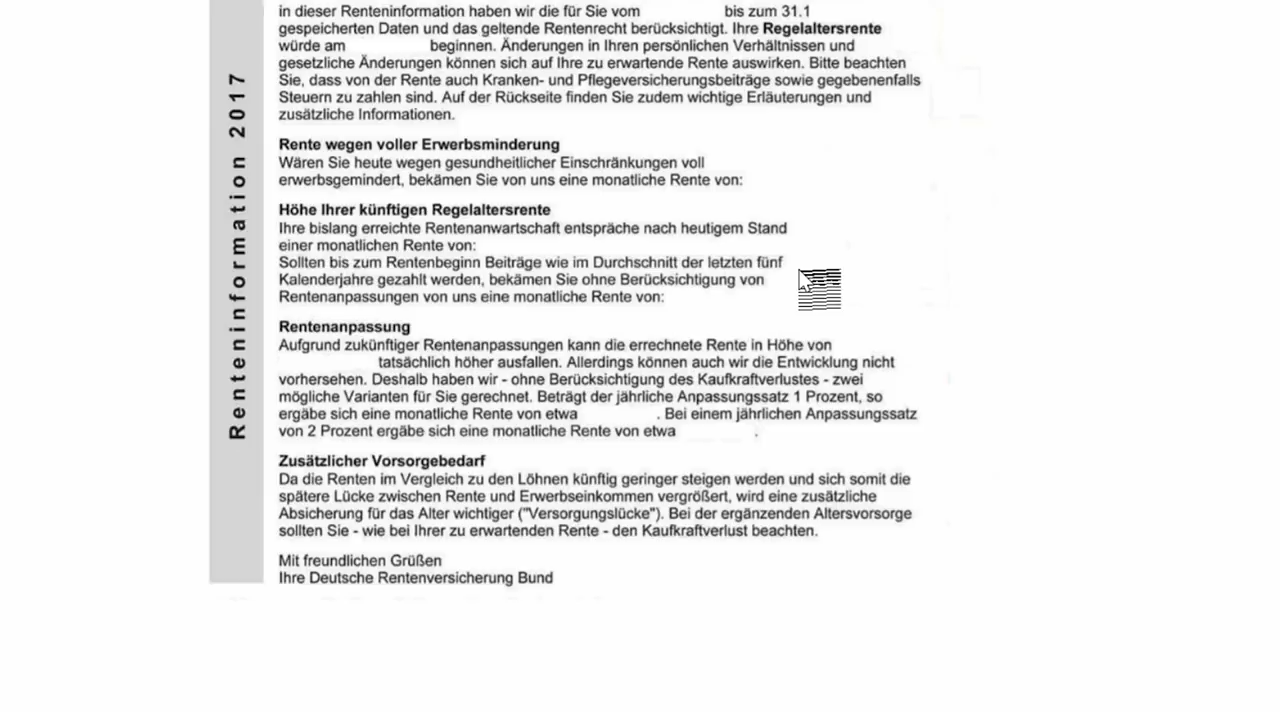 in dieser Renteninformation haben wir die für Sie vom bis zum 31.1
gespeicherten Daten und das geltende Rentenrecht berücksichtigt. Ihre Regelaltersrente
würde am beginnen. Änderungen in Ihren persönlichen Verhältnissen und
gesetzliche Änderungen können sich auf Ihre zu erwartende Rente auswirken. Bitte beachten
Sie, dass von der Rente auch Kranken- und Pflegeversicherungsbeiträge sowie gegebenenfalls
Steuern zu zahlen sind. Auf der Rückseite finden Sie zudem wichtige Erläuterungen und
zusätzliche Informationen.
Rente wegen voller Erwerbsminderung
Wären Sie heute wegen gesundheitlicher Einschränkungen voll
erwerbsgemindert, bekämen Sie von uns eine monatliche Rente von:
Höhe Ihrer künftigen Regelaltersrente
Ihre bislang erreichte Rentenanwartschaft entspräche nach heutigem Stand
einer monatlichen Rente von:
Sollten bis zum Rentenbeginn Beiträge wie im Durchschnitt der letzten fünf
Kalenderjahre gezahlt werden, bekämen Sie ohne Berücksichtigung von
Rentenanpassungen von uns eine monatliche Rente von:
Rentenanpassung
Aufgrund zukünftiger Rentenanpassungen kann die errechnete Rente in Höhe von
tatsächlich höher ausfallen. Allerdings können auch wir die Entwicklung nicht
vorhersehen. Deshalb haben wir - ohne Berücksichtigung des Kaufkraftverlustes - zwei
mögliche Varianten für Sie gerechnet. Beträgt der jährliche Anpassungssatz 1 Prozent, so
ergäbe sich eine monatliche Rente von etwa . Bei einem jährlichen Anpassungssatz
von 2 Prozent ergäbe sich eine monatliche Rente von etwa .
Zusätzlicher Vorsorgebedarf
Da die Renten im Vergleich zu den Löhnen künftig geringer steigen werden und sich somit die
spätere Lücke zwischen Rente und Erwerbseinkommen vergrößert, wird eine zusätzliche
Absicherung für das Alter wichtiger ("Versorgungslücke"). Bei der ergänzenden Altersvorsorge
sollten Sie - wie bei Ihrer zu erwartenden Rente - den Kaufkraftverlust beachten.
Mit freundlichen Grüßen
Ihre Deutsche Rentenversicherung Bund
Renteninformation 2017